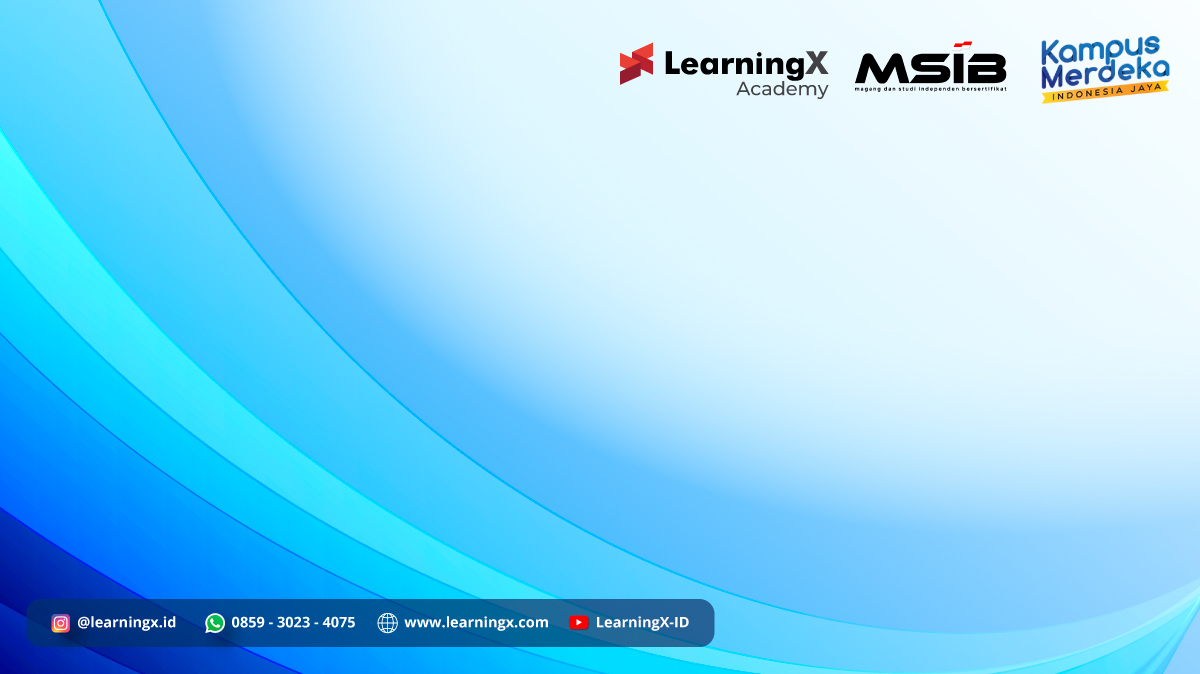 LearningX
Academy
MSIB
magang dan studi independen bersertifikat
Kampus
Merdeka
INDONESIA JAYA
@learningx.id
0859 - 3023 - 4075
www.learningx.com
LearningX-ID